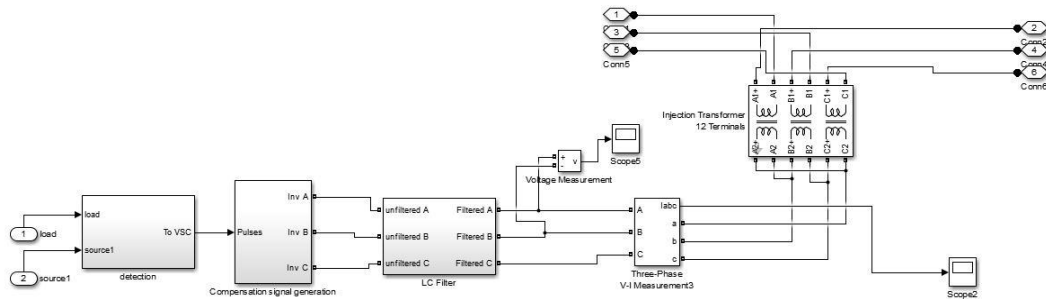 1
3
5
Conn5
2
Conn2
4
6
Conn6
A1+
A1
B1+
B1
C1+
C1
Injection Transformer
12 Terminals
A2+
A2
B2+
B2
C2+
C2
+
-
v
Voltage Measurement
Scope5
load
source1
To VSC
detection
1
load
2
source1
Pulses
Inv A
Inv B
Inv C
Compensation signal generation
unfiltered A
unfiltered B
unfiltered C
Filtered A
Filtered B
Filtered C
LC Filter
A
B
C
Iabc
a
b
c
Three-Phase
V-I Measurement3
Scope2